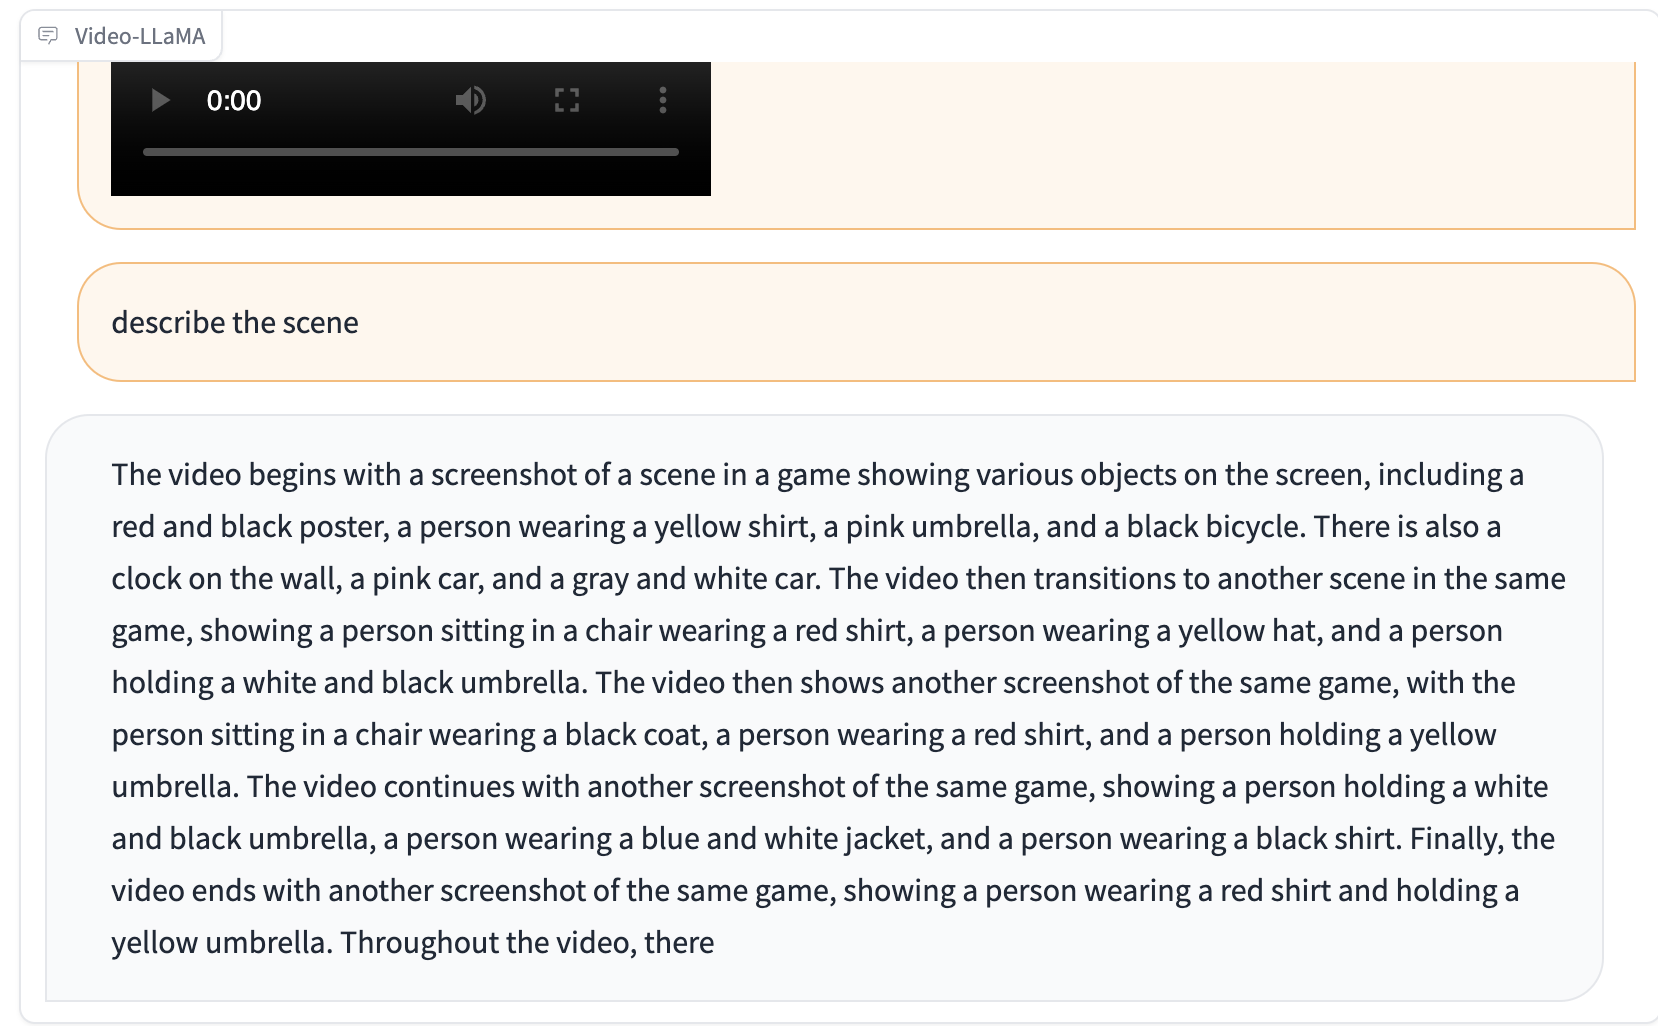 Video-LLaMA
0:00
describe the scene
The video begins with a screenshot of a scene in a game showing various objects on the screen, including a
red and black poster, a person wearing a yellow shirt, a pink umbrella, and a black bicycle. There is also a
clock on the wall, a pink car, and a gray and white car. The video then transitions to another scene in the same
game, showing a person sitting in a chair wearing a red shirt, a person wearing a yellow hat, and a person
holding a white and black umbrella. The video then shows another screenshot of the same game, with the
person sitting in a chair wearing a black coat, a person wearing a red shirt, and a person holding a yellow
umbrella. The video continues with another screenshot of the same game, showing a person holding a white
and black umbrella, a person wearing a blue and white jacket, and a person wearing a black shirt. Finally, the
video ends with another screenshot of the same game, showing a person wearing a red shirt and holding a
yellow umbrella. Throughout the video, there